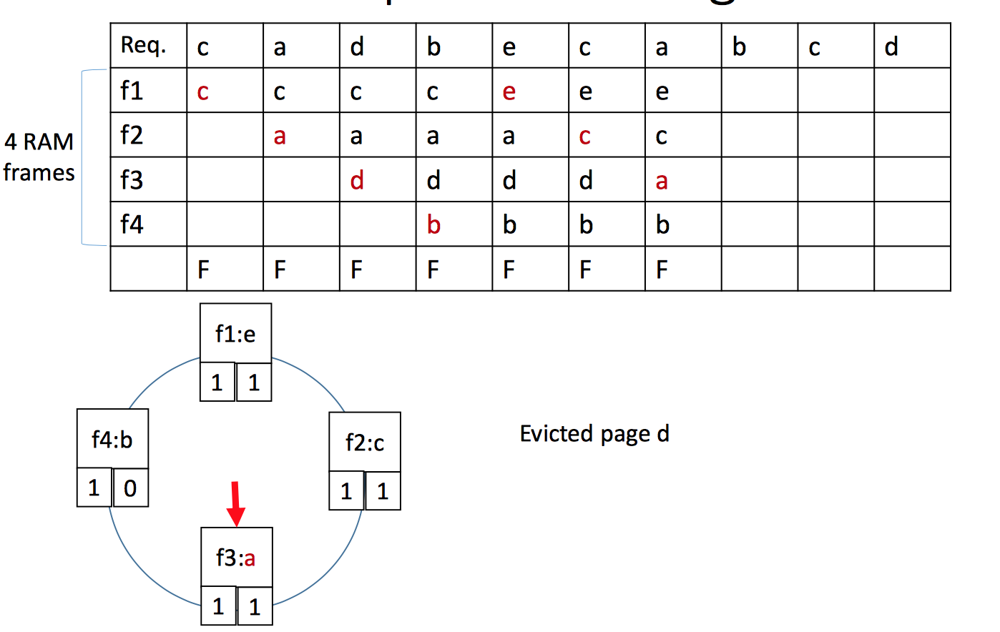 Req. c a d b e c a b c d
f1 c c c c e e e
f2 a a a a c c
f3 d d d d a
f4 b b b b
F F F F F F F
4 RAM
frames
f1:e
1 1
f4:b
1 0
f2:c
1 1
Evicted page d
f3:a
1 1